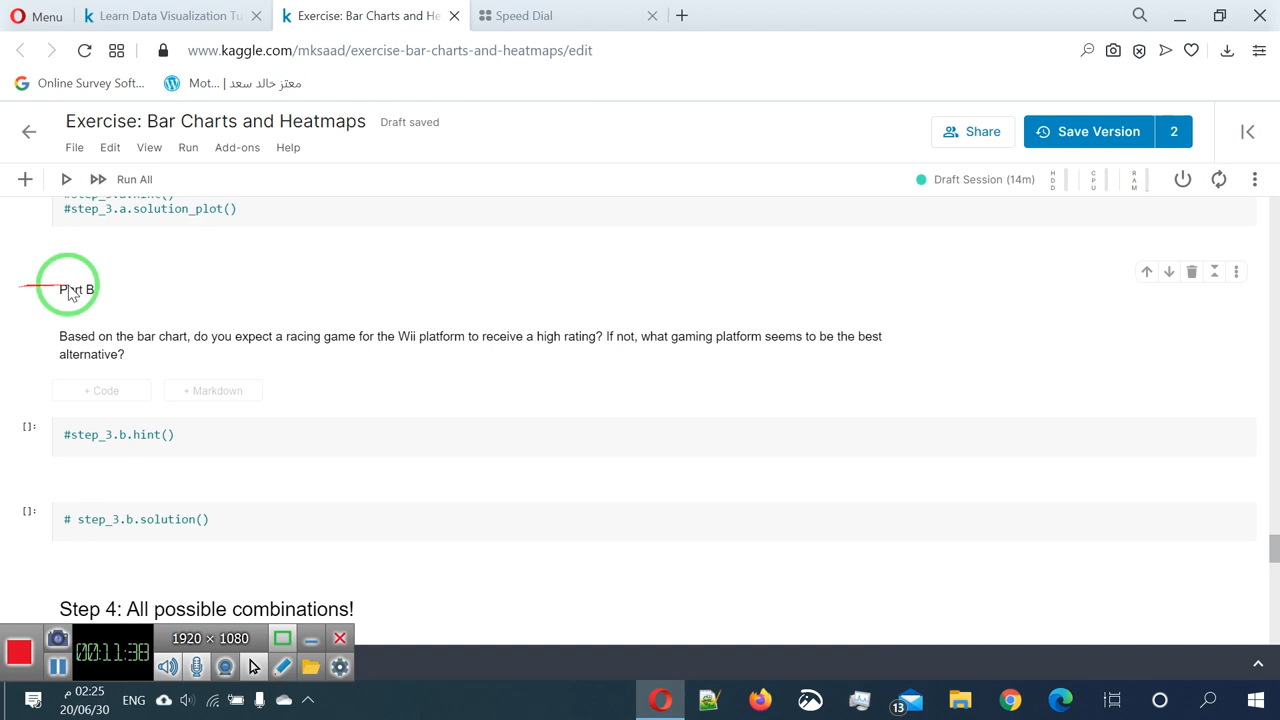 Menu
Learn Data Visualization Tu
Exercise: Bar Charts and He
Speed Dial
www.kaggle.com/mksaad/exercise-bar-charts-and-heatmaps/edit
Online Survey Soft...
Mot... | معتز خالد سعد
Exercise: Bar Charts and Heatmaps
Draft saved
Share
Save Version
2
File
Edit
View
Run
Add-ons
Help
Run All
Draft Session (14m)
HDD
CPU
RAM
#step_3.a.hint()
#step_3.a.solution_plot()
Part B
Based on the bar chart, do you expect a racing game for the Wii platform to receive a high rating? If not, what gaming platform seems to be the best
alternative?
+ Code
+ Markdown
[]:
#step_3.b.hint()
[]:
# step_3.b.solution()
Step 4: All possible combinations!
1920 × 1080
00:11:38
02:25 م
20/06/30
ENG
13